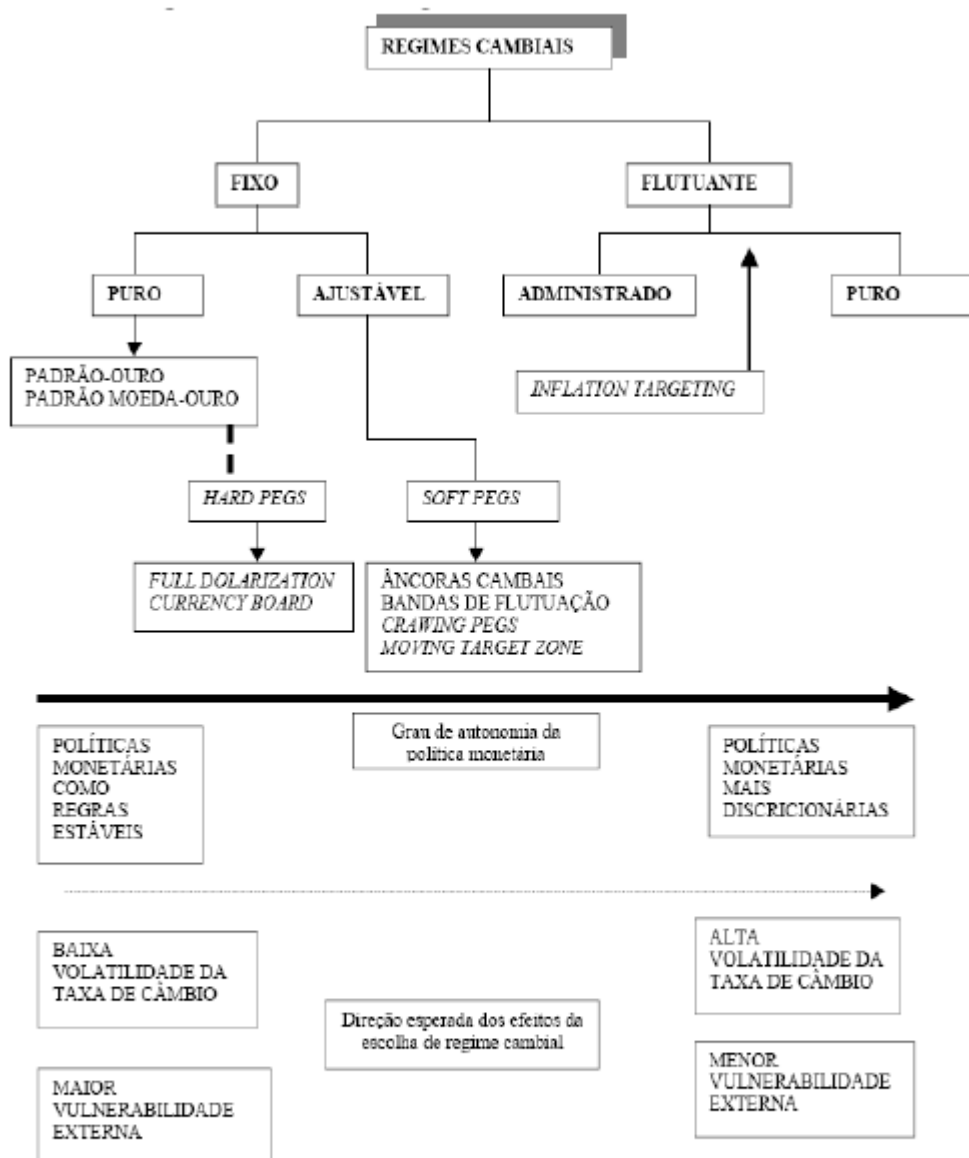 REGIMES CAMBIAIS
FIXO
FLUTUANTE
PURO
AJUSTÁVEL
ADMINISTRADO
PURO
PADRÃO-OURO
PADRÃO MOEDA-OURO
INFLATION TARGETING
HARD PEGS
SOFT PEGS
FULL DOLARIZATION
CURRENCY BOARD
ÂNCORAS CAMBAIS
BANDAS DE FLUTUAÇÃO
CRAWING PEGS
MOVING TARGET ZONE
POLÍTICAS
MONETÁRIAS
COMO
REGRAS
ESTÁVEIS
Grau de autonomia da
política monetária
POLÍTICAS
MONETÁRIAS
MAIS
DISCRICIONÁRIAS
BAIXA
VOLATILIDADE DA
TAXA DE CÂMBIO
ALTA
VOLATILIDADE DA
TAXA DE CÂMBIO
Direção esperada dos efeitos da
escolha de regime cambial
MAIOR
VULNERABILIDADE
EXTERNA
MENOR
VULNERABILIDADE
EXTERNA